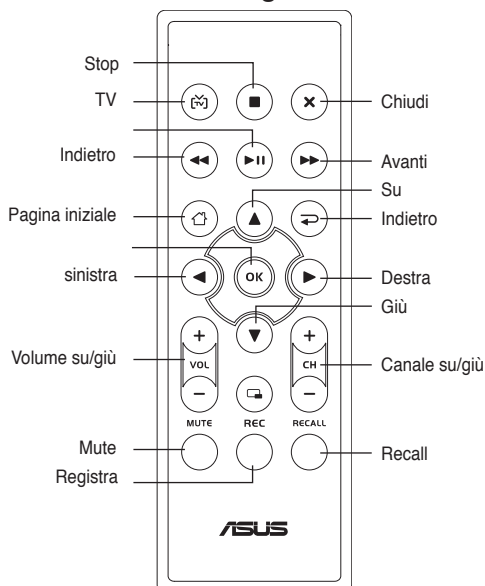 Stop
TV
Chiudi
Indietro
Avanti
Su
Pagina iniziale
Indietro
OK
sinistra
Destra
Giù
Volume su/giù
VOL
CH
Canale su/giù
MUTE
REC
RECALL
Mute
Recall
Registra
ASUS